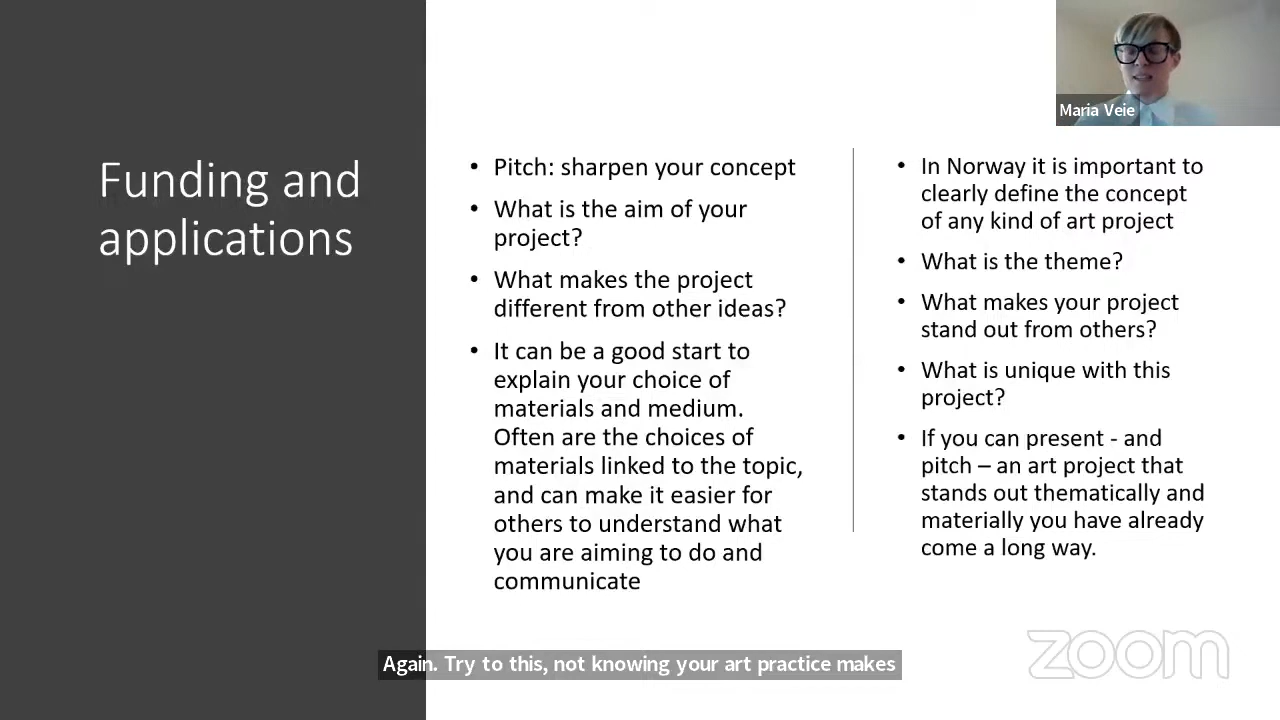 Funding and
applications
• Pitch: sharpen your concept
• What is the aim of your
project?
• What makes the project
different from other ideas?
• It can be a good start to
explain your choice of
materials and medium.
Often are the choices of
materials linked to the topic,
and can make it easier for
others to understand what
you are aiming to do and
communicate
• In Norway it is important to
clearly define the concept
of any kind of art project
• What is the theme?
• What makes your project
stand out from others?
• What is unique with this
project?
• If you can present - and
pitch – an art project that
stands out thematically and
materially you have already
come a long way.
Maria Veie
Again. Try to this, not knowing your art practice makes
zoom